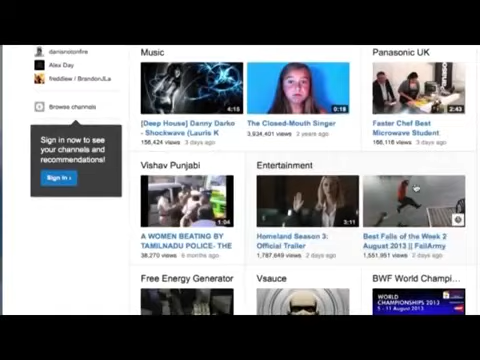 danisnotonfire
Alex Day
freddiew / BrandonJLa
Browse channels
Sign in now to see
your channels and
recommendations!
Sign In ›
Music
4:15
[Deep House] Danny Darko
- Shockwave (Lauris K
156,424 views 3 days ago
0:19
The Closed-Mouth Singer
3,934,401 views 3 years ago
Panasonic UK
Panasonic
2:43
Faster Chef Beat
Microwave Student
166,116 views 3 days ago
Vishav Punjabi
1:04
A WOMEN BEATING BY
TAMILNADU POLICE- THE
38,270 views 6 months ago
Entertainment
3:11
Homeland Season 3:
Official Trailer
1,787,649 views 2 days ago
Best Falls of the Week 2
August 2013 || FailArmy
1,551,951 views 2 days ago
Free Energy Generator
Vsauce
BWF World Champi...
WORLD
CHAMPIONSHIPS 2013
5 - 11 August 2013